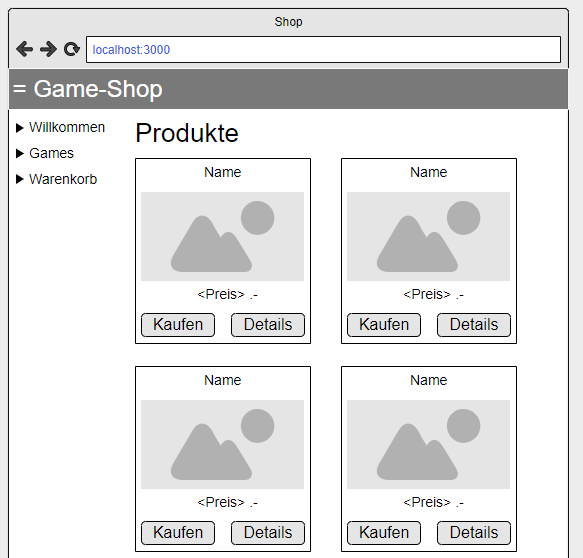 Shop
localhost:3000
= Game-Shop
Willkommen
Games
Warenkorb
Produkte
Name
Name
<Preis> .-
<Preis> .-
Kaufen Details
Kaufen Details
Name
Name
<Preis> .-
<Preis> .-
Kaufen Details
Kaufen Details